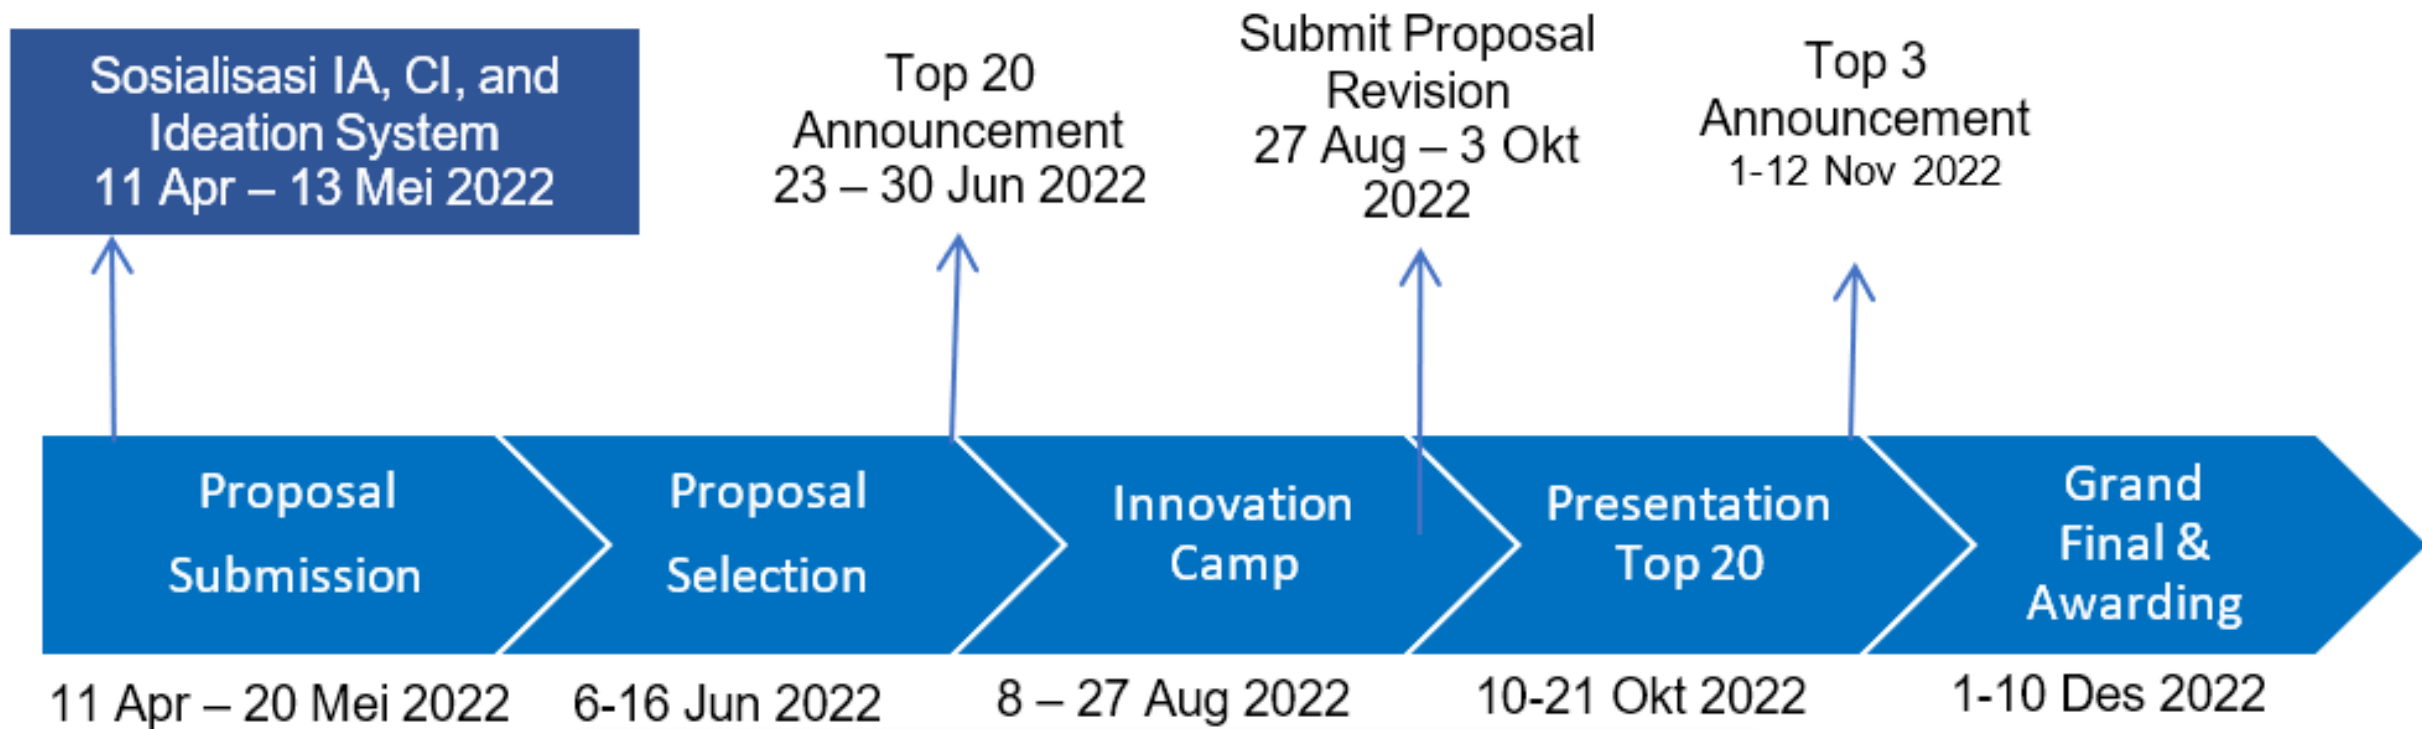 Sosialisasi IA, CI, and
Ideation System
11 Apr – 13 Mei 2022
Top 20
Announcement
23 – 30 Jun 2022
Submit Proposal
Revision
27 Aug – 3 Okt
2022
Top 3
Announcement
1-12 Nov 2022
Proposal
Submission
Proposal
Selection
Innovation
Camp
Presentation
Top 20
Grand
Final &
Awarding
11 Apr – 20 Mei 2022
6-16 Jun 2022
8 – 27 Aug 2022
10-21 Okt 2022
1-10 Des 2022